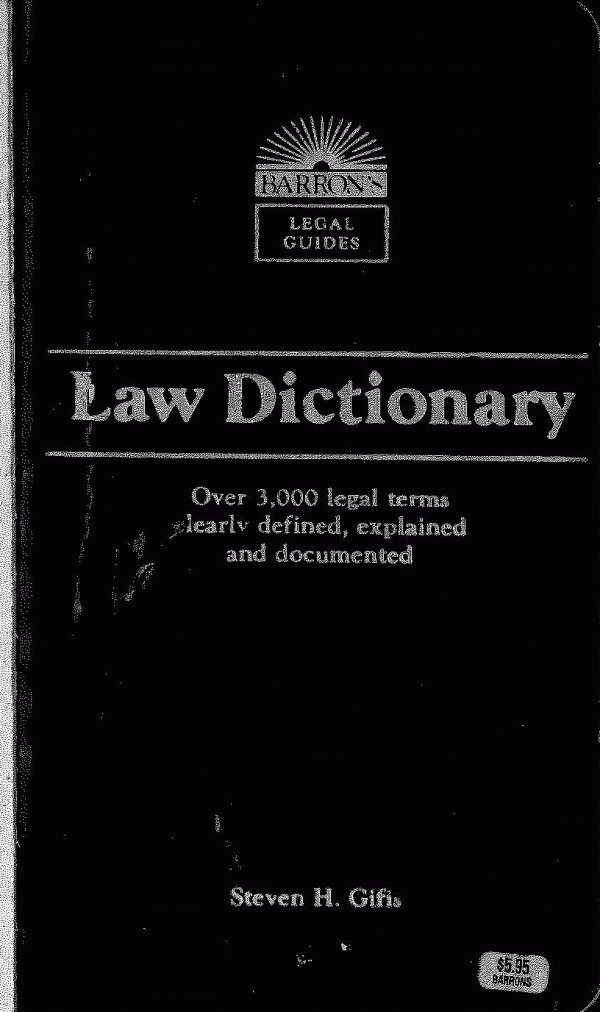 BARRON'S
LEGAL
GUIDES
Law Dictionary
Over 3,000 legal terms
clearly defined, explained
and documented
Steven H. Gifis
$5.95
BARRONS